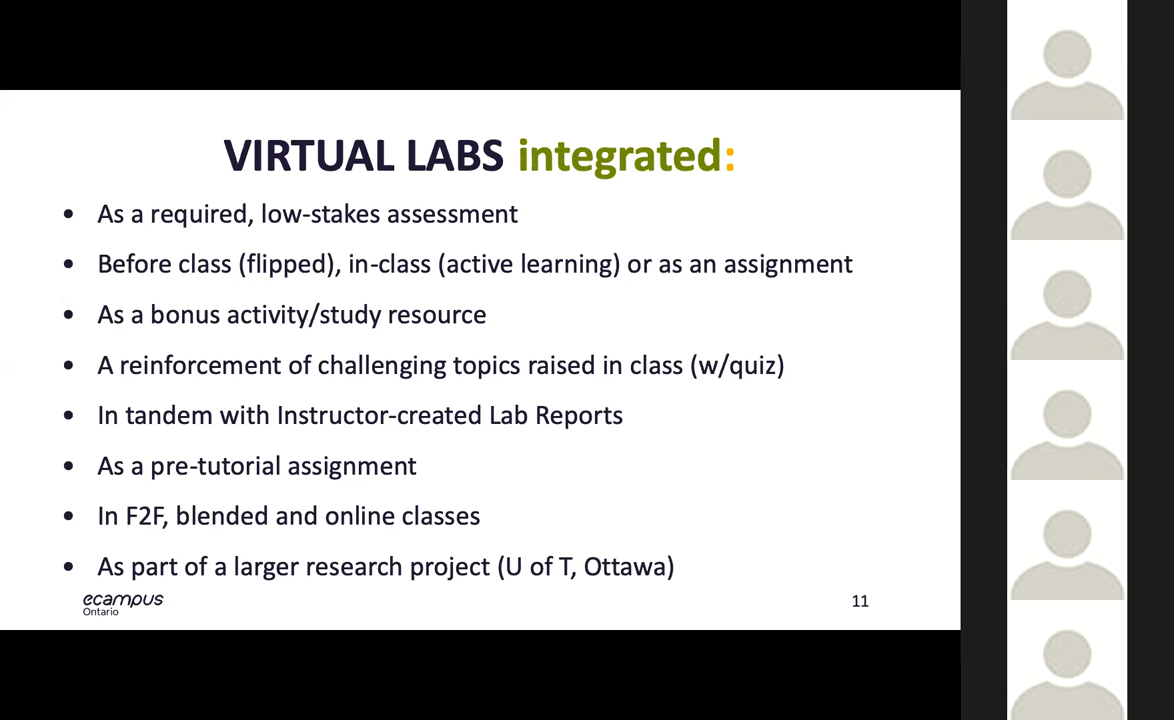 VIRTUAL LABS integrated:
• As a required, low-stakes assessment
• Before class (flipped), in-class (active learning) or as an assignment
• As a bonus activity/study resource
• A reinforcement of challenging topics raised in class (w/quiz)
• In tandem with Instructor-created Lab Reports
• As a pre-tutorial assignment
• In F2F, blended and online classes
• As part of a larger research project (U of T, Ottawa)
ecampus
Ontario
11